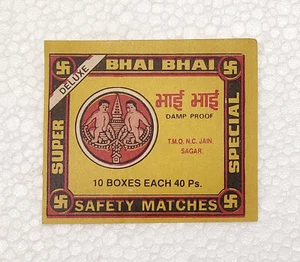 BHAI BHAI
DELUXE
SUPER
SPECIAL
भाई भाई
DAMP PROOF
T.M.O. N.C. JAIN.
SAGAR.
10 BOXES EACH 40 Ps.
SAFETY MATCHES